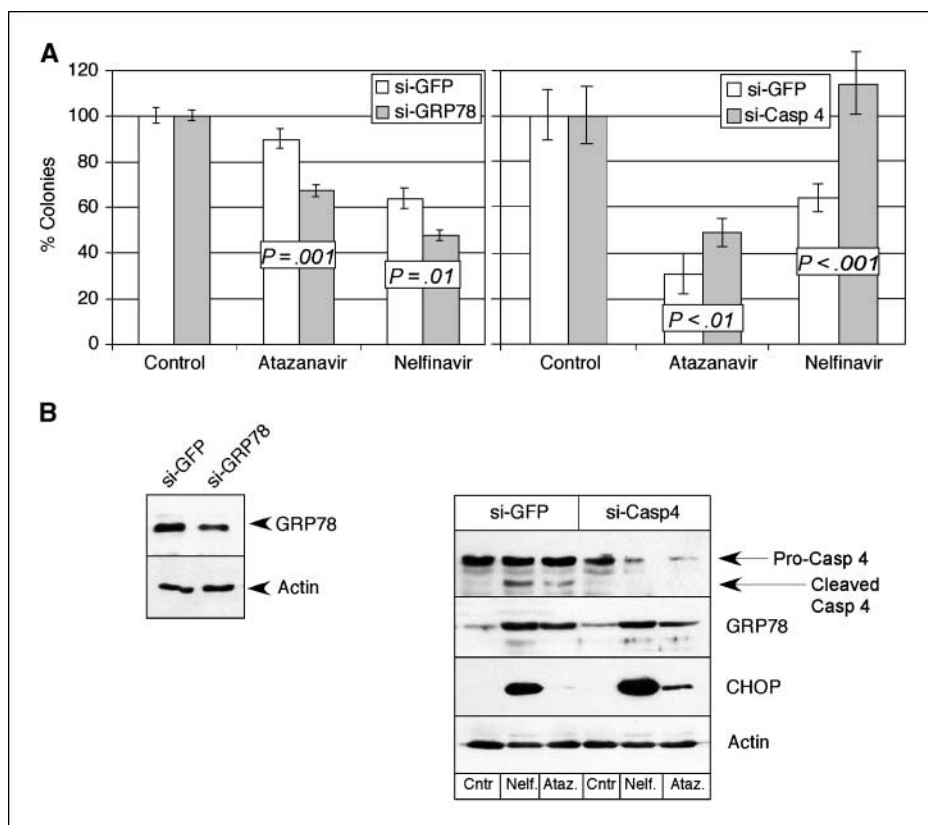 A
120
100
80
60
40
20
0
% Colonies
si-GFP
si-GRP78
P = .001
P = .01
Control Atazanavir Nelfinavir
si-GFP
si-Casp 4
P < .01
P < .001
Control Atazanavir Nelfinavir
B
si-GFP
si-GRP78
GRP78
Actin
si-GFP si-Casp4
Pro-Casp 4
Cleaved
Casp 4
GRP78
CHOP
Actin
Cntr Nelf. Ataz. Cntr Nelf. Ataz.